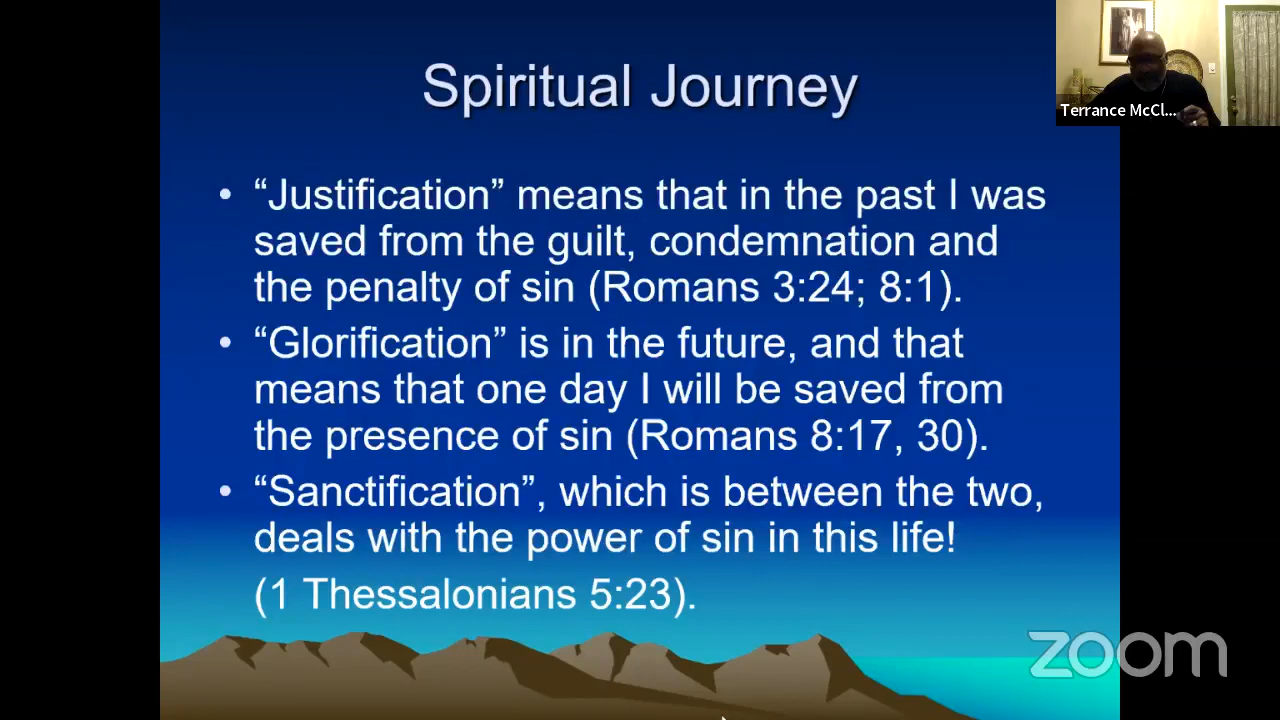 Spiritual Journey
Terrance McCl...
• “Justification” means that in the past I was
saved from the guilt, condemnation and
the penalty of sin (Romans 3:24; 8:1).
• “Glorification” is in the future, and that
means that one day I will be saved from
the presence of sin (Romans 8:17, 30).
• “Sanctification”, which is between the two,
deals with the power of sin in this life!
(1 Thessalonians 5:23).
zoom